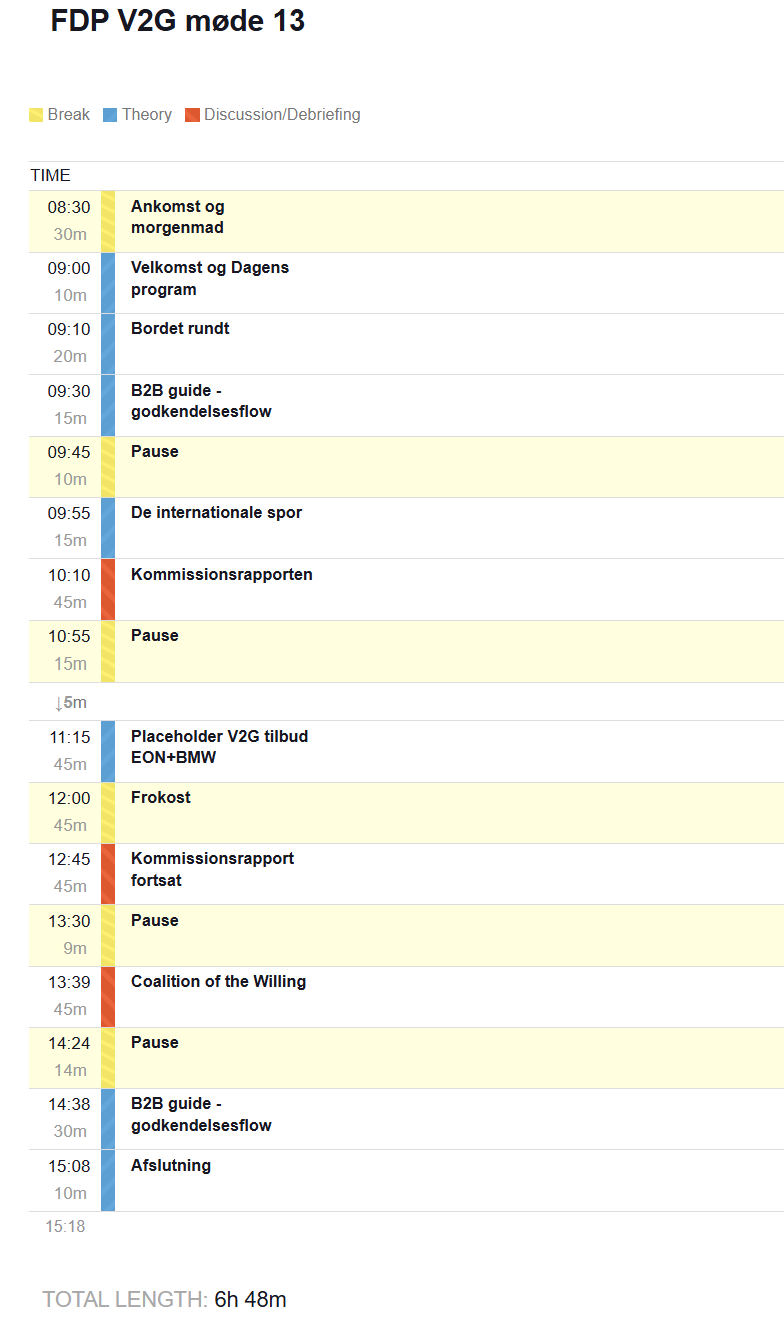 FDP V2G møde 13
Break Theory Discussion/Debriefing
TIME
08:30 Ankomst og
30m morgenmad
09:00 Velkomst og Dagens
10m program
09:10 Bordet rundt
20m
09:30 B2B guide -
15m godkendelsesflow
09:45 Pause
10m
09:55 De internationale spor
15m
10:10 Kommissionsrapporten
45m
10:55 Pause
15m
↓5m
11:15 Placeholder V2G tilbud
45m EON+BMW
12:00 Frokost
45m
12:45 Kommissionsrapport
45m fortsat
13:30 Pause
9m
13:39 Coalition of the Willing
45m
14:24 Pause
14m
14:38 B2B guide -
30m godkendelsesflow
15:08 Afslutning
10m
15:18
TOTAL LENGTH: 6h 48m